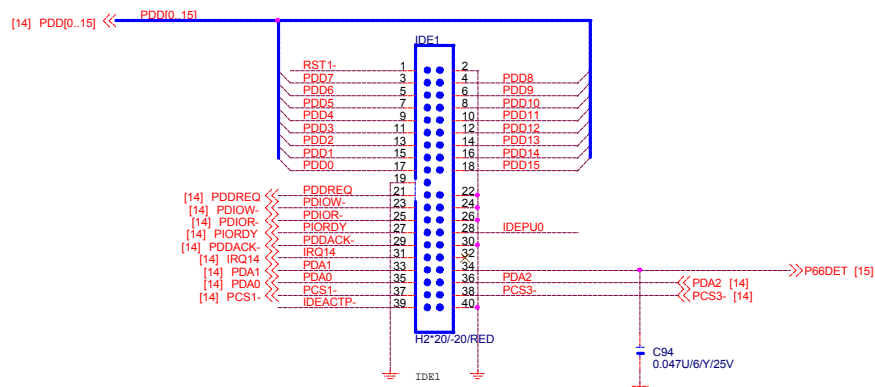 [14] PDD[0..15] PDD[0..15]
IDE1
RST1- 1 2
PDD7 3 4 PDD8
PDD6 5 6 PDD9
PDD5 7 8 PDD10
PDD4 9 10 PDD11
PDD3 11 12 PDD12
PDD2 13 14 PDD13
PDD1 15 16 PDD14
PDD0 17 18 PDD15
19
[14] PDDREQ PDDREQ 21 22
[14] PDIOW- PDIOW- 23 24
[14] PDIOR- PDIOR- 25 26
[14] PIORDY PIORDY 27 28 IDEPU0
[14] PDDACK- PDDACK- 29 30
[14] IRQ14 IRQ14 31 32
[14] PDA1 PDA1 33 34 P66DET [15]
[14] PDA0 PDA0 35 36 PDA2 PDA2 [14]
[14] PCS1- PCS1- 37 38 PCS3- PCS3- [14]
IDEACTP- 39 40
H2*20/-20/RED
C94
0.047U/6/Y/25V
IDE1